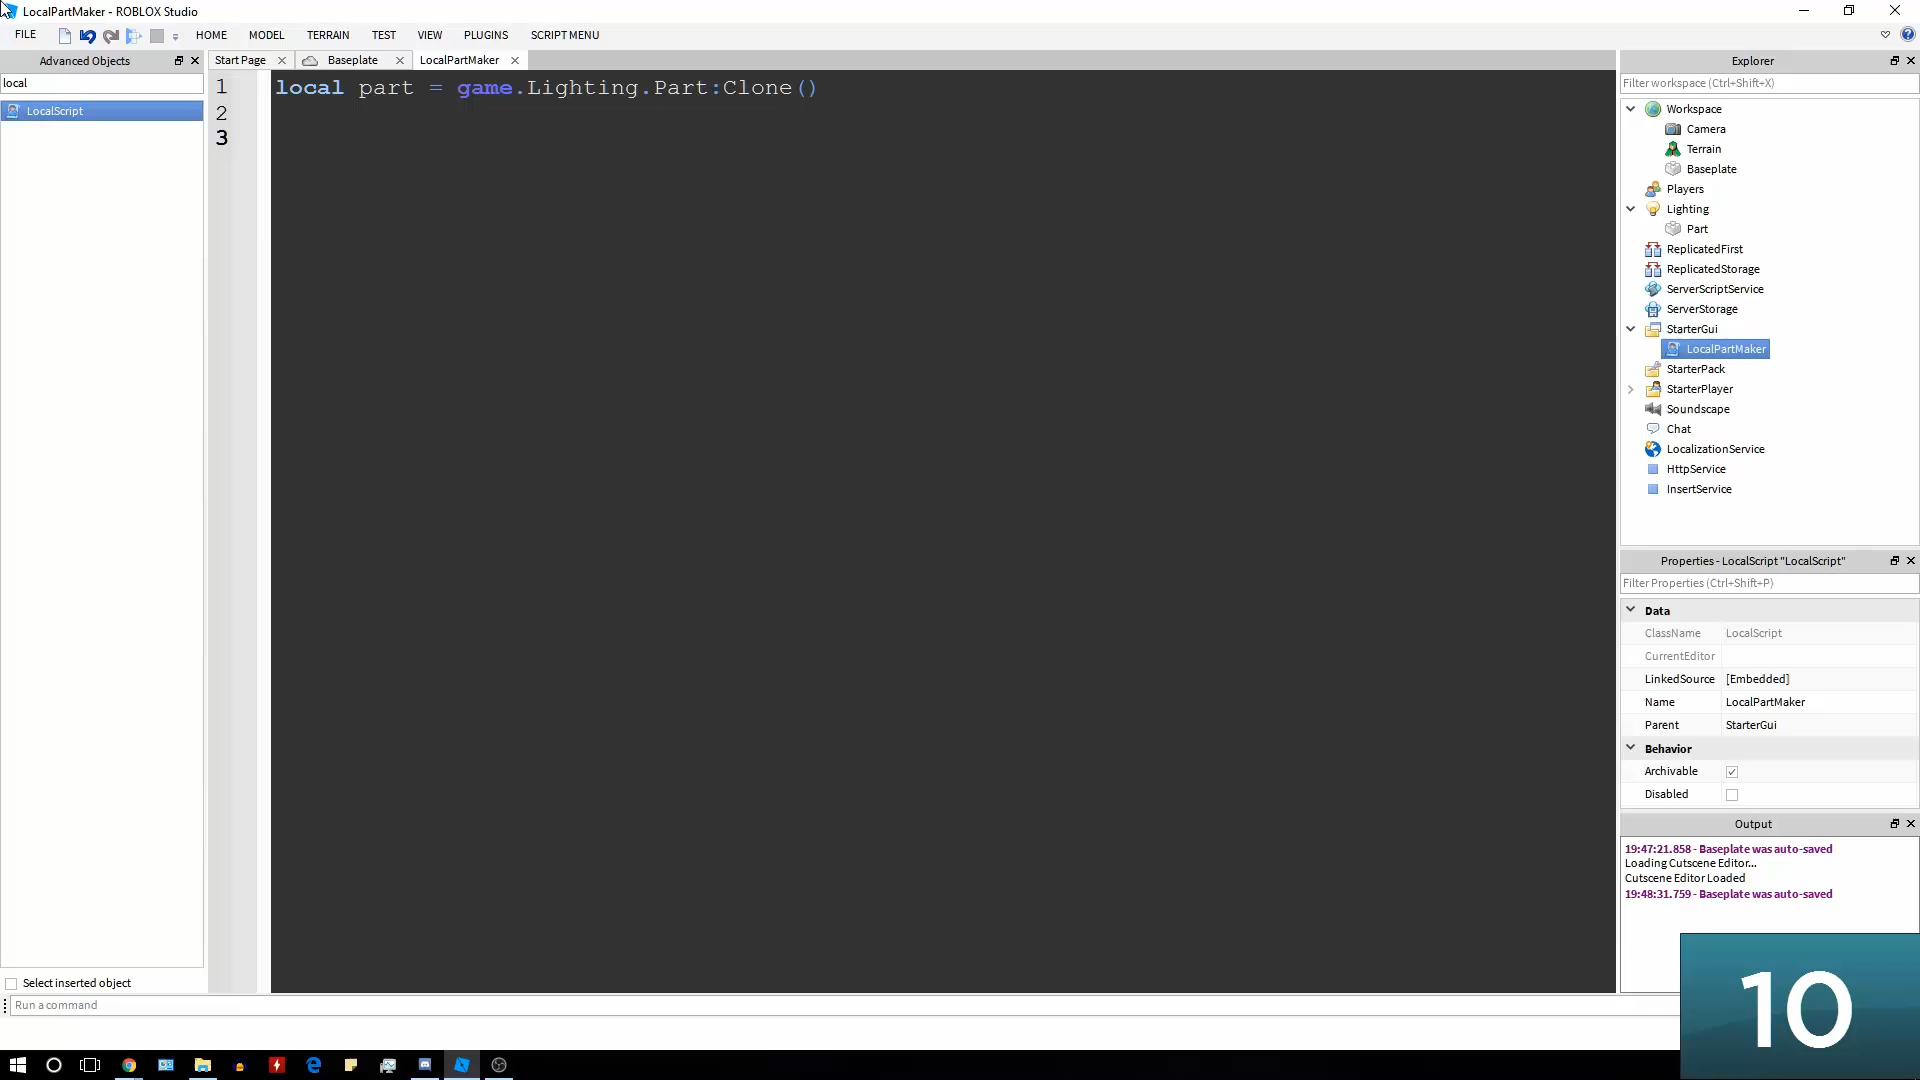 LocalPartMaker - ROBLOX Studio
FILE HOME MODEL TERRAIN TEST VIEW PLUGINS SCRIPT MENU
Advanced Objects
local
LocalScript
Select inserted object
Start Page Baseplate LocalPartMaker
1 local part = game.Lighting.Part:Clone()
2
3
Explorer
Filter workspace (Ctrl+Shift+X)
Workspace
Camera
Terrain
Baseplate
Players
Lighting
Part
ReplicatedFirst
ReplicatedStorage
ServerScriptService
ServerStorage
StarterGui
LocalPartMaker
StarterPack
StarterPlayer
Soundscape
Chat
LocalizationService
HttpService
InsertService
Properties - LocalScript "LocalScript"
Filter Properties (Ctrl+Shift+P)
Data
ClassName LocalScript
CurrentEditor
LinkedSource [Embedded]
Name LocalPartMaker
Parent StarterGui
Behavior
Archivable
Disabled
Output
19:47:21.858 - Baseplate was auto-saved
Loading Cutscene Editor...
Cutscene Editor Loaded
19:48:31.759 - Baseplate was auto-saved
Run a command
10